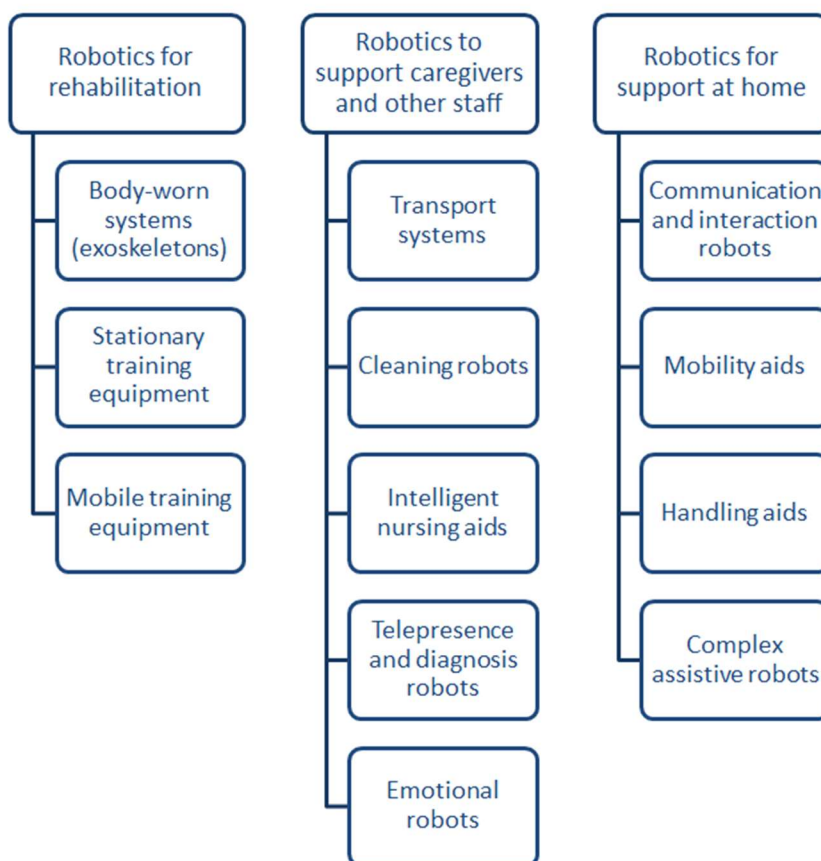 Robotics for
rehabilitation
Body-worn
systems
(exoskeletons)
Stationary
training
equipment
Mobile training
equipment
Robotics to
support caregivers
and other staff
Transport
systems
Cleaning robots
Intelligent
nursing aids
Telepresence
and diagnosis
robots
Emotional
robots
Robotics for
support at home
Communication
and interaction
robots
Mobility aids
Handling aids
Complex
assistive robots